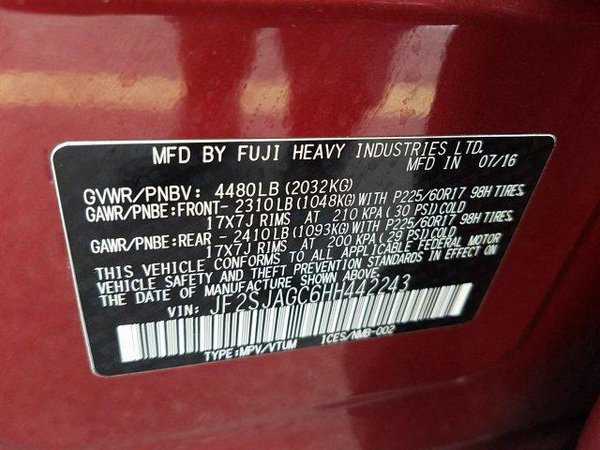 MFD BY FUJI HEAVY INDUSTRIES LTD.
MFD IN 07/16
GVWR/PNBV: 4480LB(2032KG)
GAWR/PNBE:FRONT- 2310LB(1048KG)WITH P225/60R17 98H TIRES,
17X7J RIMS AT 210 KPA(30 PSI)COLD
GAWR/PNBE:REAR - 2410LB(1093KG)WITH P225/60R17 98H TIRES,
17X7J RIMS AT 200 KPA(29 PSI)COLD
THIS VEHICLE CONFORMS TO ALL APPLICABLE FEDERAL MOTOR
VEHICLE SAFETY AND THEFT PREVENTION STANDARDS IN EFFECT ON
THE DATE OF MANUFACTURE SHOWN ABOVE.
VIN: JF2SJAGC6HH442243
TYPE:MPV/VTUM ICES/NMB-002